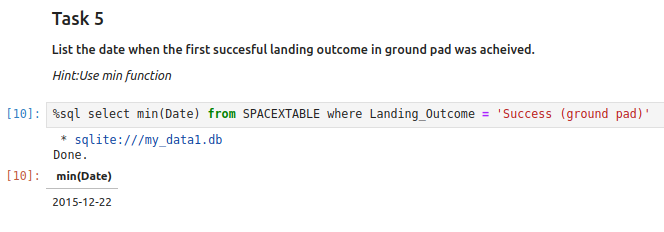 Task 5
List the date when the first succesful landing outcome in ground pad was acheived.
Hint:Use min function
[10]: %sql select min(Date) from SPACEXTABLE where Landing_Outcome = 'Success (ground pad)'
* sqlite:///my_data1.db
Done.
[10]: min(Date)
2015-12-22